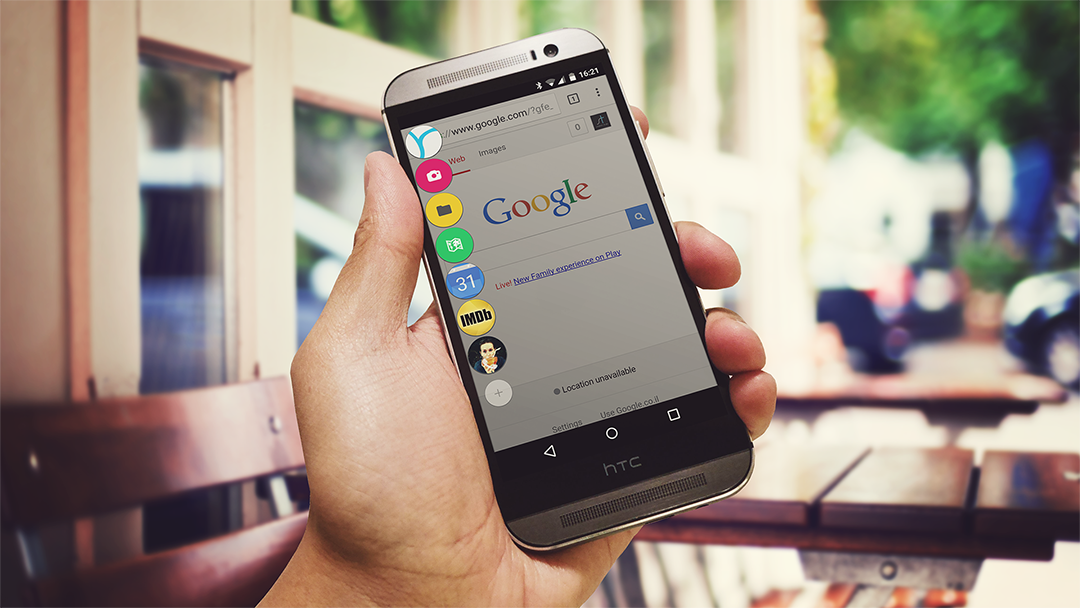 16:21
://www.google.com/?gfe_
1
0
Web Images
Google
31
Live! New Family experience on Play
IMDb
Location unavailable
Use Google.co.il
Settings
hTC